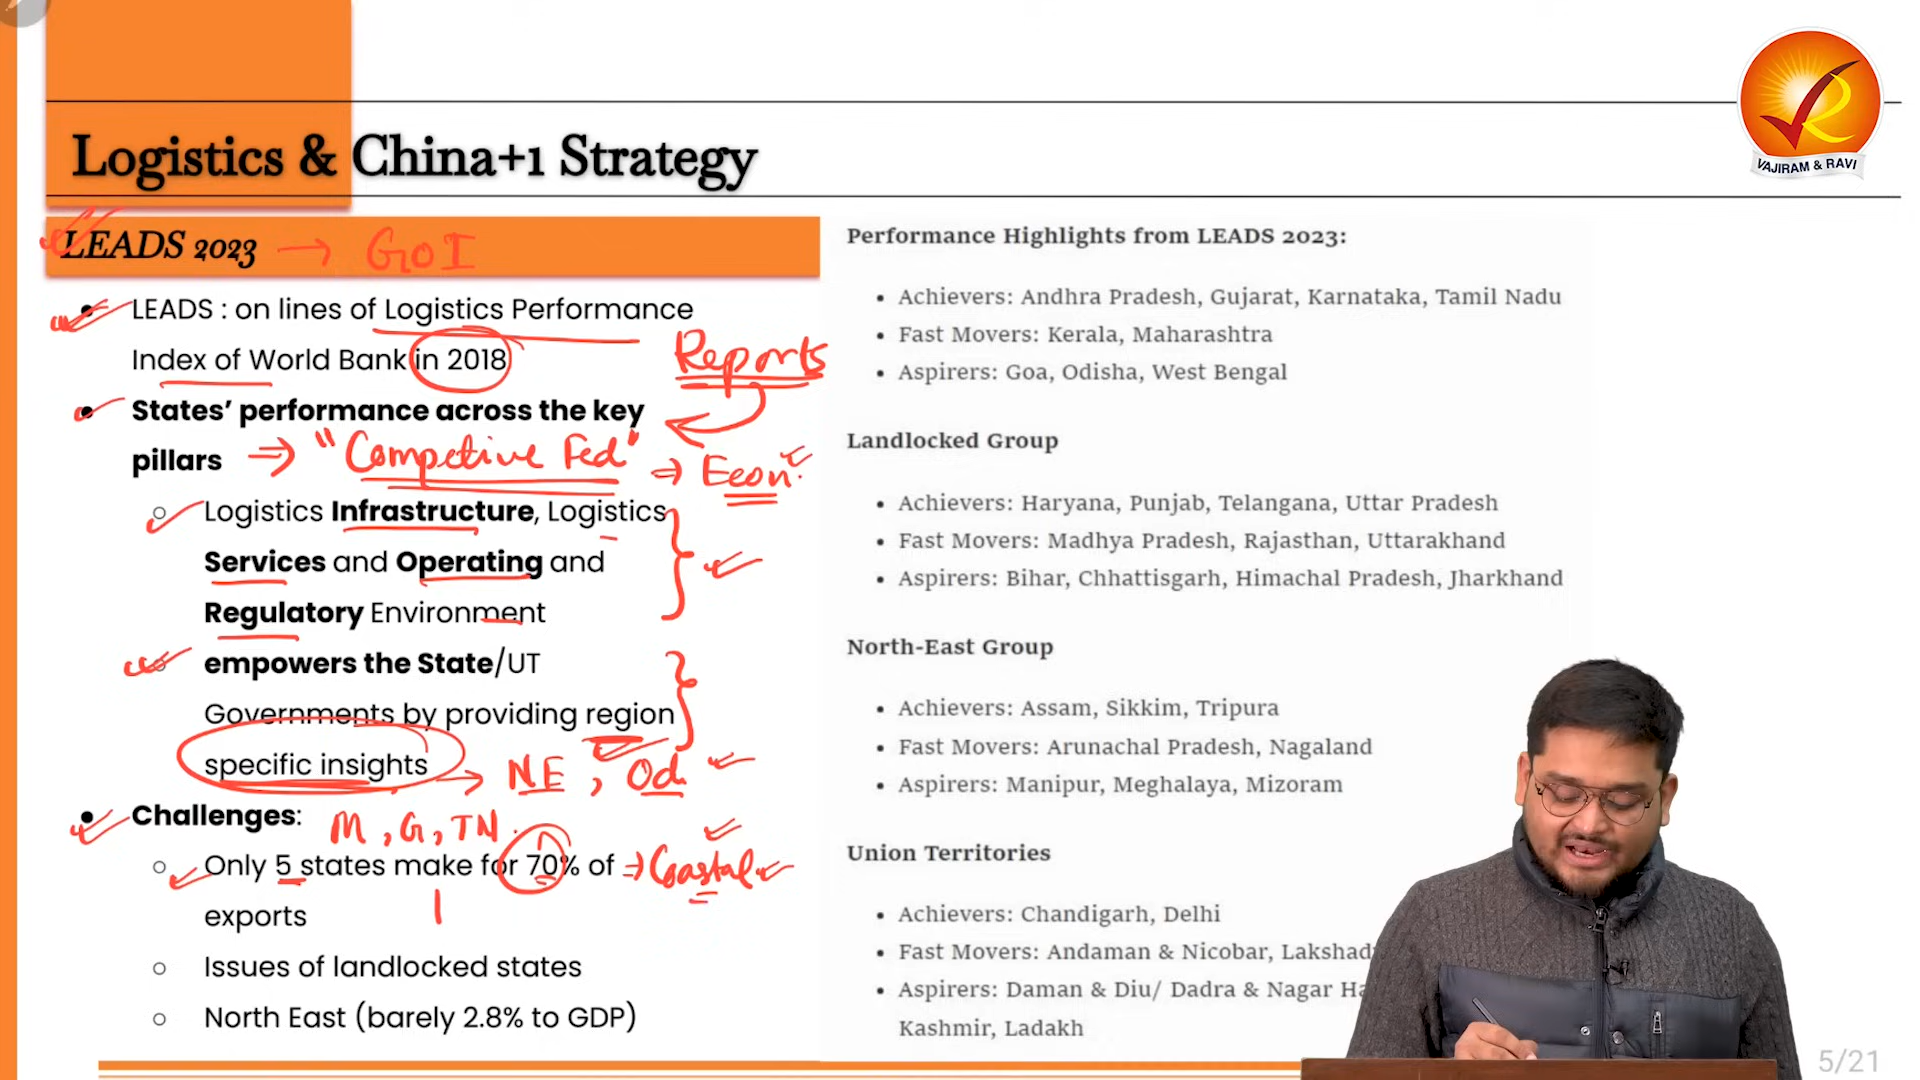 VAJIRAM & RAVI
Logistics & China+1 Strategy
LEADS 2023 → GOI
LEADS : on lines of Logistics Performance
Index of World Bank in 2018
Reports
States' performance across the key
pillars ⇒ "Competive Fed" ⇒ Econ.
Logistics Infrastructure, Logistics
Services and Operating and
Regulatory Environment
empowers the State/UT
Governments by providing region
specific insights → NE, Od.
Challenges:
M, G, TN.
Only 5 states make for 70% of ⇒ Coastal
exports
Issues of landlocked states
North East (barely 2.8% to GDP)
Performance Highlights from LEADS 2023:
Achievers: Andhra Pradesh, Gujarat, Karnataka, Tamil Nadu
Fast Movers: Kerala, Maharashtra
Aspirers: Goa, Odisha, West Bengal
Landlocked Group
Achievers: Haryana, Punjab, Telangana, Uttar Pradesh
Fast Movers: Madhya Pradesh, Rajasthan, Uttarakhand
Aspirers: Bihar, Chhattisgarh, Himachal Pradesh, Jharkhand
North-East Group
Achievers: Assam, Sikkim, Tripura
Fast Movers: Arunachal Pradesh, Nagaland
Aspirers: Manipur, Meghalaya, Mizoram
Union Territories
Achievers: Chandigarh, Delhi
Fast Movers: Andaman & Nicobar,
Aspirers: Daman & Diu/ Dadra & Nagar
Kashmir, Ladakh
5/21